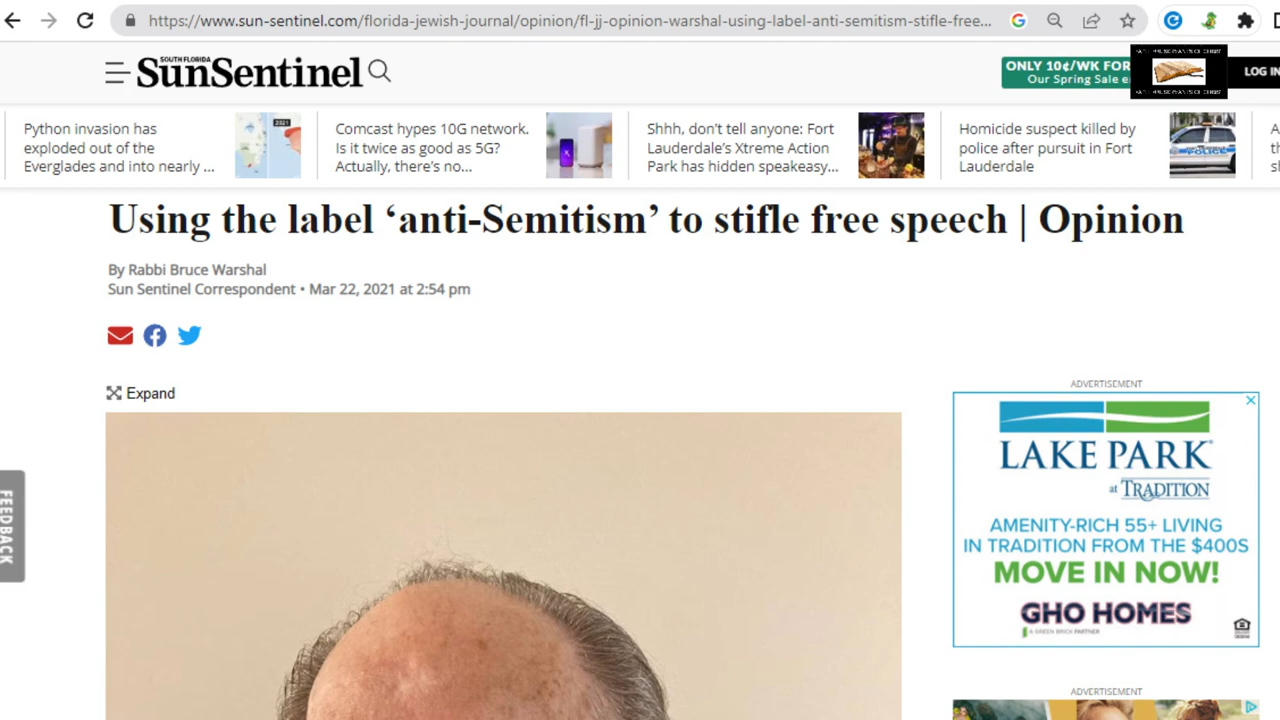 https://www.sun-sentinel.com/florida-jewish-journal/opinion/fl-jj-opinion-warshal-using-label-anti-semitism-stifle-free...
SOUTH FLORIDA
SunSentinel
ONLY 10¢/WK FOR
Our Spring Sale e
LOG IN
Python invasion has
exploded out of the
Everglades and into nearly ...
2021
Comcast hypes 10G network.
Is it twice as good as 5G?
Actually, there's no...
Shhh, don't tell anyone: Fort
Lauderdale's Xtreme Action
Park has hidden speakeasy...
Homicide suspect killed by
police after pursuit in Fort
Lauderdale
POLICE
Using the label ‘anti-Semitism’ to stifle free speech | Opinion
By Rabbi Bruce Warshal
Sun Sentinel Correspondent • Mar 22, 2021 at 2:54 pm
Expand
FEEDBACK
ADVERTISEMENT
LAKE PARK
at TRADITION
AMENITY-RICH 55+ LIVING
IN TRADITION FROM THE $400S
MOVE IN NOW!
GHO HOMES
A GREEN BRICK PARTNER
ADVERTISEMENT